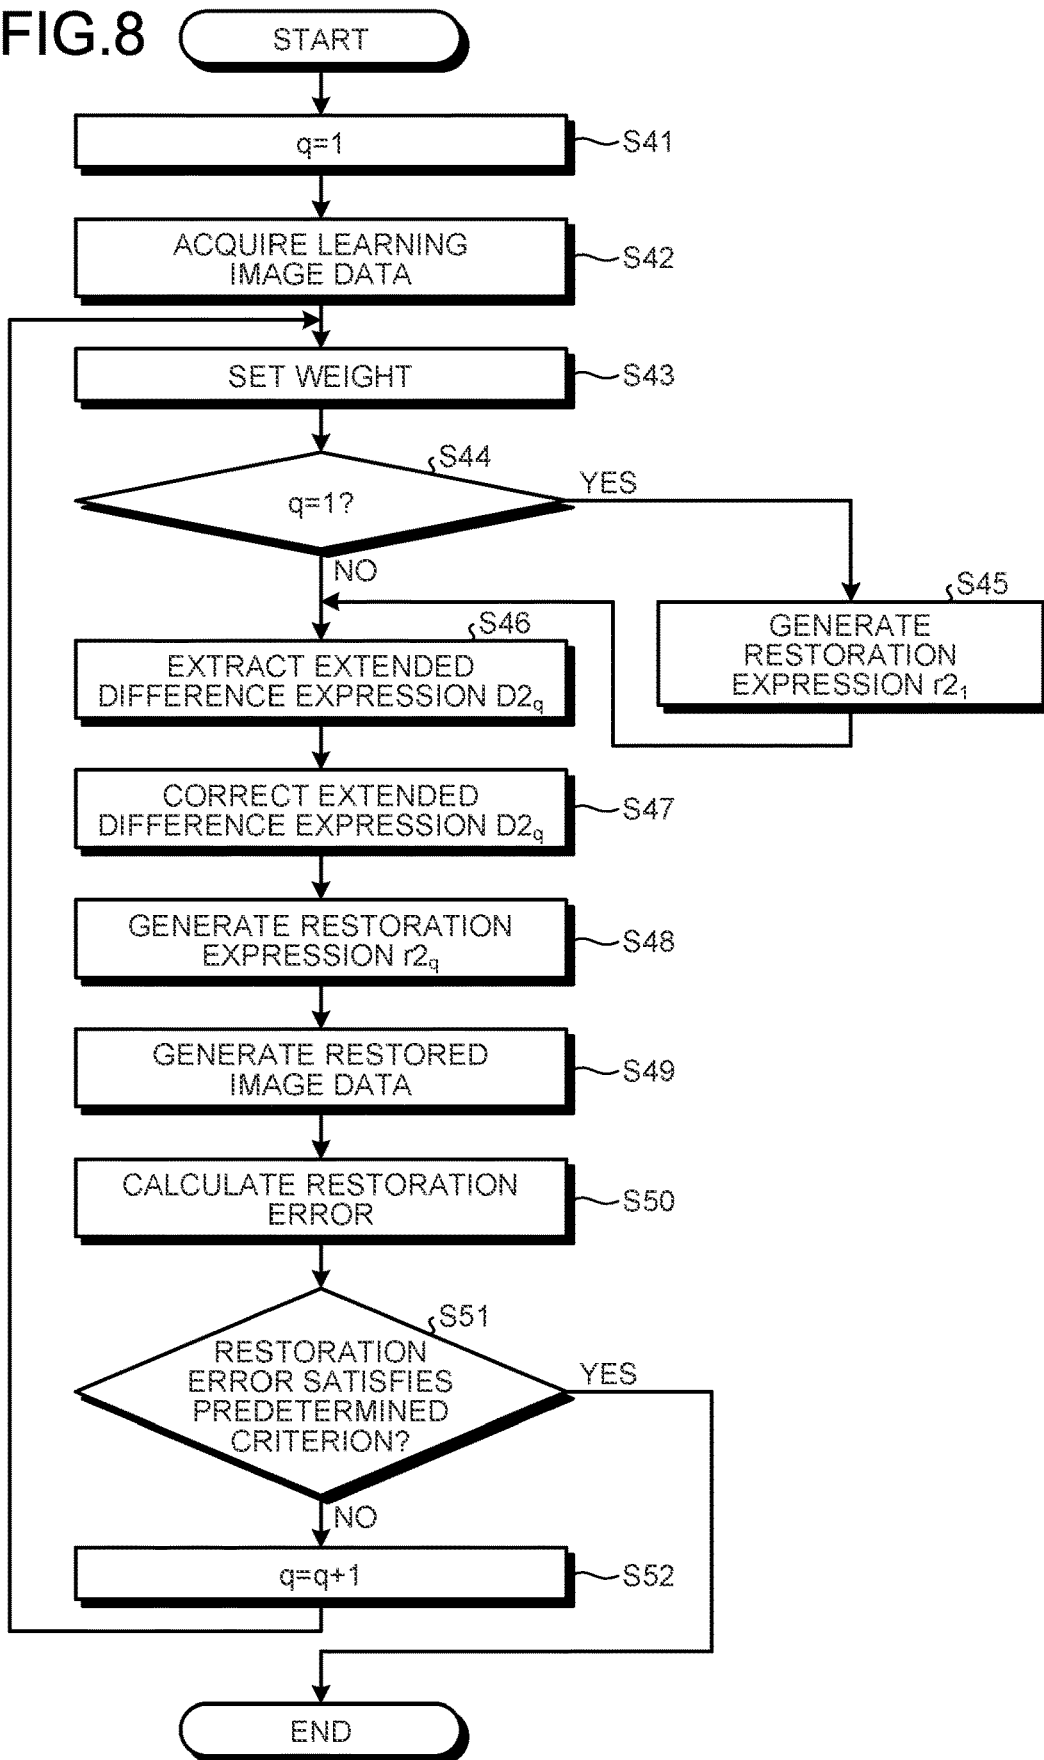 FIG.8
START
q=1
S41
ACQUIRE LEARNING
IMAGE DATA
S42
SET WEIGHT
S43
S44
q=1?
YES
NO
S45
GENERATE
RESTORATION
EXPRESSION r2₁
S46
EXTRACT EXTENDED
DIFFERENCE EXPRESSION D2q
CORRECT EXTENDED
DIFFERENCE EXPRESSION D2q
S47
GENERATE RESTORATION
EXPRESSION r2q
S48
GENERATE RESTORED
IMAGE DATA
S49
CALCULATE RESTORATION
ERROR
S50
S51
RESTORATION
ERROR SATISFIES
PREDETERMINED
CRITERION?
YES
NO
q=q+1
S52
END